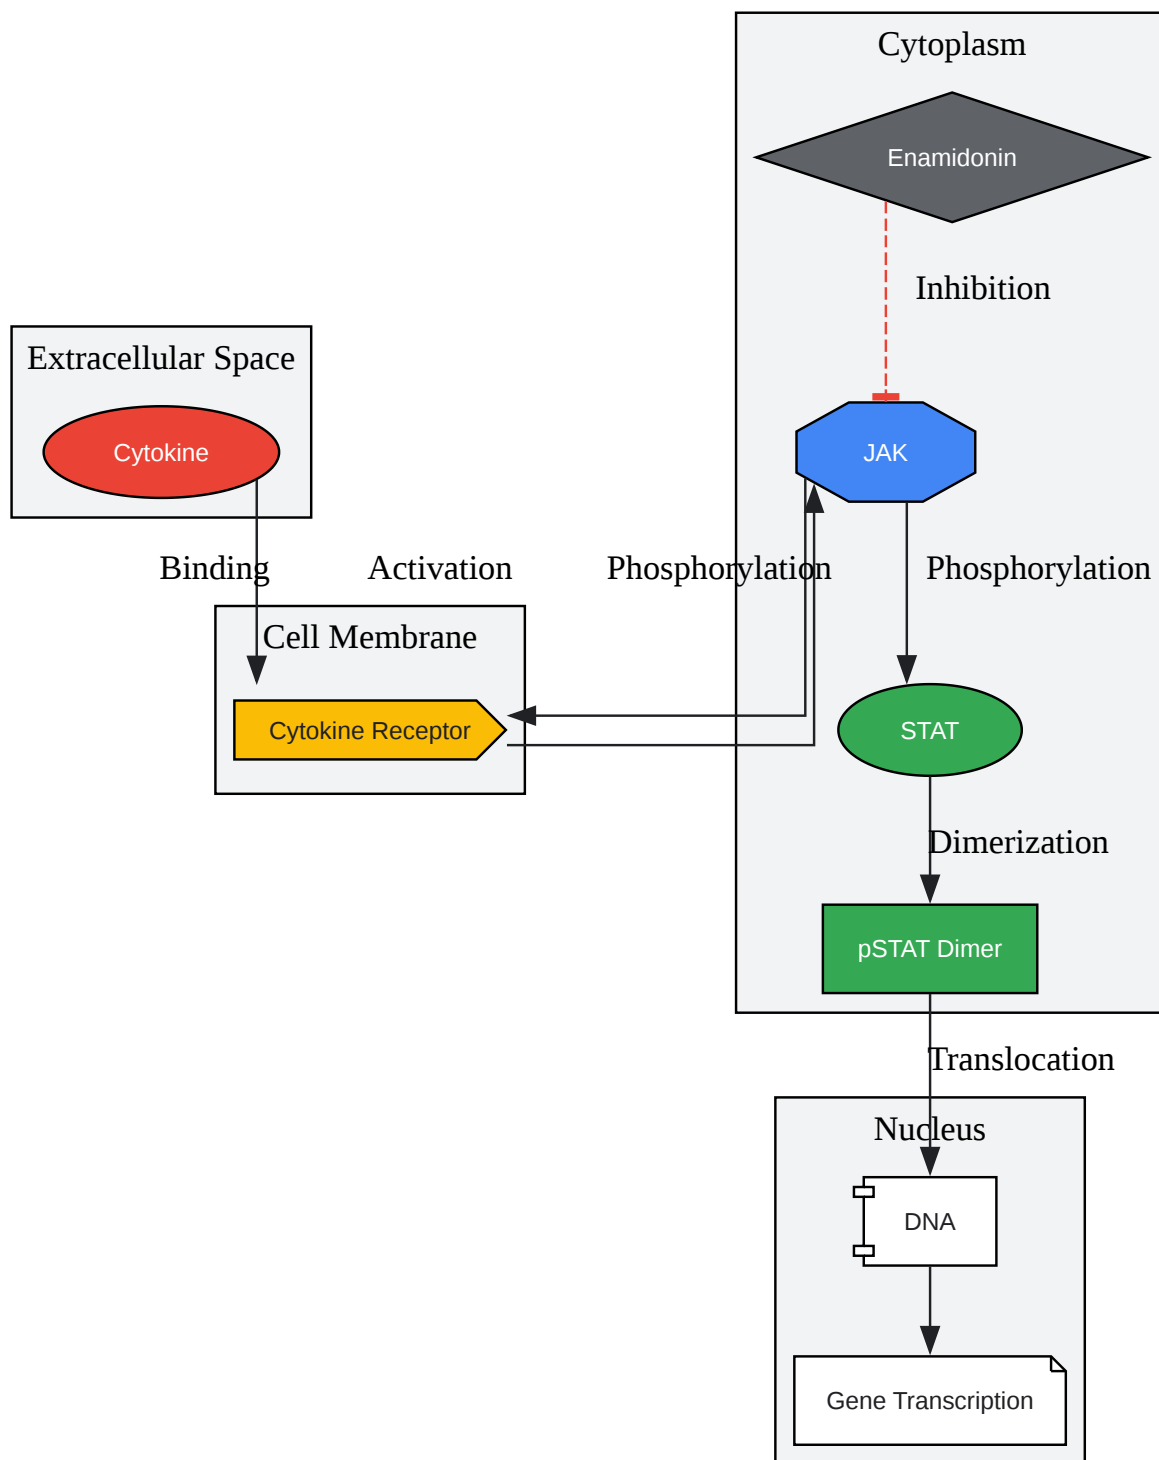 Cytoplasm
Enamidonin
Inhibition
Extracellular Space
Cytokine
JAK
Binding
Activation
Phosphorylation
Phosphorylation
Cell Membrane
Cytokine Receptor
STAT
Dimerization
pSTAT Dimer
Translocation
Nucleus
DNA
Gene Transcription